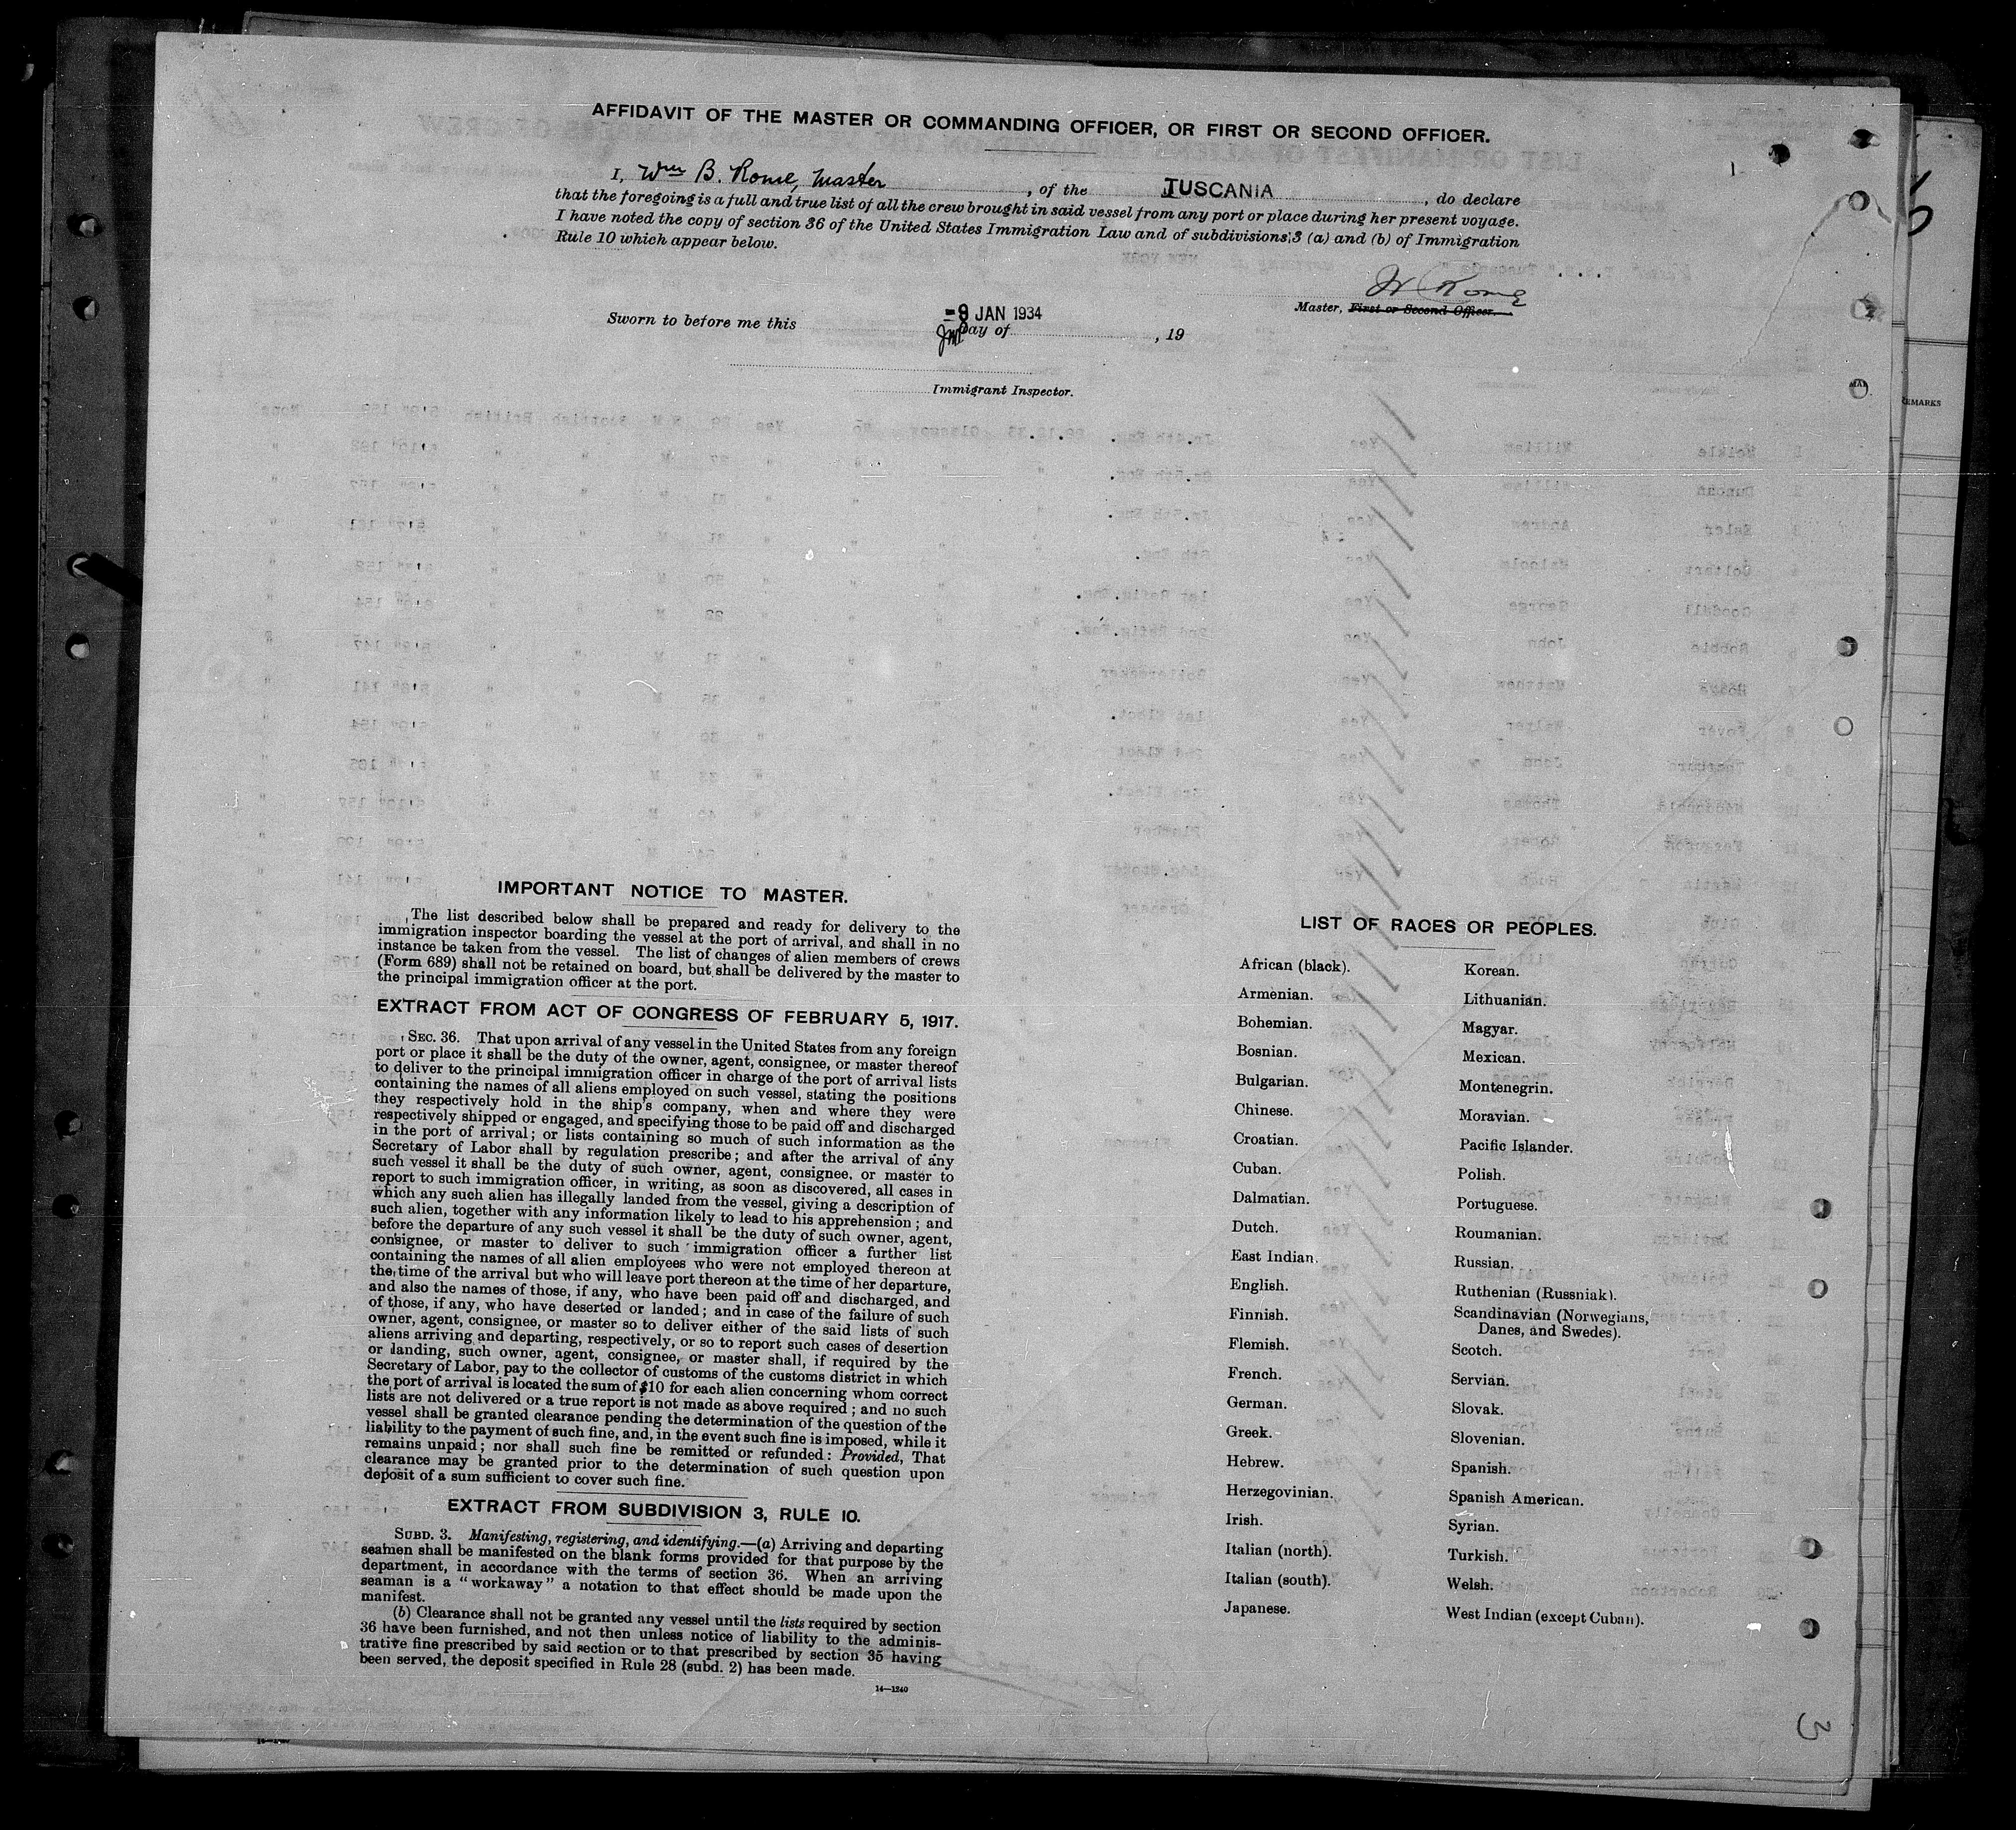 AFFIDAVIT OF THE MASTER OR COMMANDING OFFICER, OR FIRST OR SECOND OFFICER.
I, Wm B. Rome, Master, of the TUSCANIA, do declare
that the foregoing is a full and true list of all the crew brought in said vessel from any port or place during her present voyage.
I have noted the copy of section 36 of the United States Immigration Law and of subdivisions 3 (a) and (b) of Immigration
Rule 10 which appear below.
Master, First or Second Officer.
-9 JAN 1934
Sworn to before me this day of , 19
Immigrant Inspector.
REMARKS
IMPORTANT NOTICE TO MASTER.
The list described below shall be prepared and ready for delivery to the
immigration inspector boarding the vessel at the port of arrival, and shall in no
instance be taken from the vessel. The list of changes of alien members of crews
(Form 689) shall not be retained on board, but shall be delivered by the master to
the principal immigration officer at the port.
EXTRACT FROM ACT OF CONGRESS OF FEBRUARY 5, 1917.
SEC. 36. That upon arrival of any vessel in the United States from any foreign
port or place it shall be the duty of the owner, agent, consignee, or master thereof
to deliver to the principal immigration officer in charge of the port of arrival lists
containing the names of all aliens employed on such vessel, stating the positions
they respectively hold in the ship's company, when and where they were
respectively shipped or engaged, and specifying those to be paid off and discharged
in the port of arrival; or lists containing so much of such information as the
Secretary of Labor shall by regulation prescribe; and after the arrival of any
such vessel it shall be the duty of such owner, agent, consignee, or master to
report to such immigration officer, in writing, as soon as discovered, all cases in
which any such alien has illegally landed from the vessel, giving a description of
such alien, together with any information likely to lead to his apprehension; and
before the departure of any such vessel it shall be the duty of such owner, agent,
consignee, or master to deliver to such immigration officer a further list
containing the names of all alien employees who were not employed thereon at
the time of the arrival but who will leave port thereon at the time of her departure,
and also the names of those, if any, who have been paid off and discharged, and
of those, if any, who have deserted or landed; and in case of the failure of such
owner, agent, consignee, or master so to deliver either of the said lists of such
aliens arriving and departing, respectively, or so to report such cases of desertion
or landing, such owner, agent, consignee, or master shall, if required by the
Secretary of Labor, pay to the collector of customs of the customs district in which
the port of arrival is located the sum of $10 for each alien concerning whom correct
lists are not delivered or a true report is not made as above required; and no such
vessel shall be granted clearance pending the determination of the question of the
liability to the payment of such fine, and, in the event such fine is imposed, while it
remains unpaid; nor shall such fine be remitted or refunded: Provided, That
clearance may be granted prior to the determination of such question upon
deposit of a sum sufficient to cover such fine.
EXTRACT FROM SUBDIVISION 3, RULE 10.
SUBD. 3. Manifesting, registering, and identifying.—(a) Arriving and departing
seamen shall be manifested on the blank forms provided for that purpose by the
department, in accordance with the terms of section 36. When an arriving
seaman is a "workaway" a notation to that effect should be made upon the
manifest.
(b) Clearance shall not be granted any vessel until the lists required by section
36 have been furnished, and not then unless notice of liability to the adminis-
trative fine prescribed by said section or to that prescribed by section 35 having
been served, the deposit specified in Rule 28 (subd. 2) has been made.
14—1240
LIST OF RACES OR PEOPLES.
African (black).
Armenian.
Bohemian.
Bosnian.
Bulgarian.
Chinese.
Croatian.
Cuban.
Dalmatian.
Dutch.
East Indian.
English.
Finnish.
Flemish.
French.
German.
Greek.
Hebrew.
Herzegovinian.
Irish.
Italian (north).
Italian (south).
Japanese.
Korean.
Lithuanian.
Magyar.
Mexican.
Montenegrin.
Moravian.
Pacific Islander.
Polish.
Portuguese.
Roumanian.
Russian.
Ruthenian (Russniak).
Scandinavian (Norwegians,
Danes, and Swedes).
Scotch.
Servian.
Slovak.
Slovenian.
Spanish.
Spanish American.
Syrian.
Turkish.
Welsh.
West Indian (except Cuban).
3